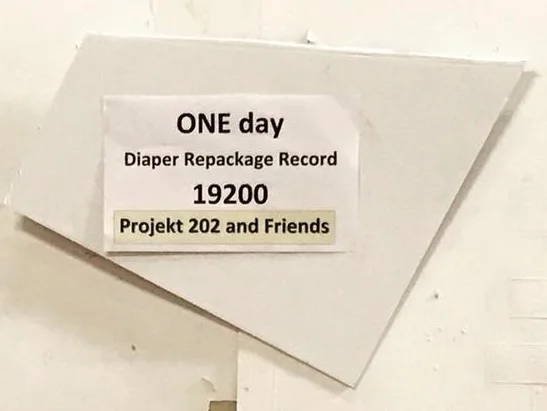 ONE day
Diaper Repackage Record
19200
Projekt 202 and Friends